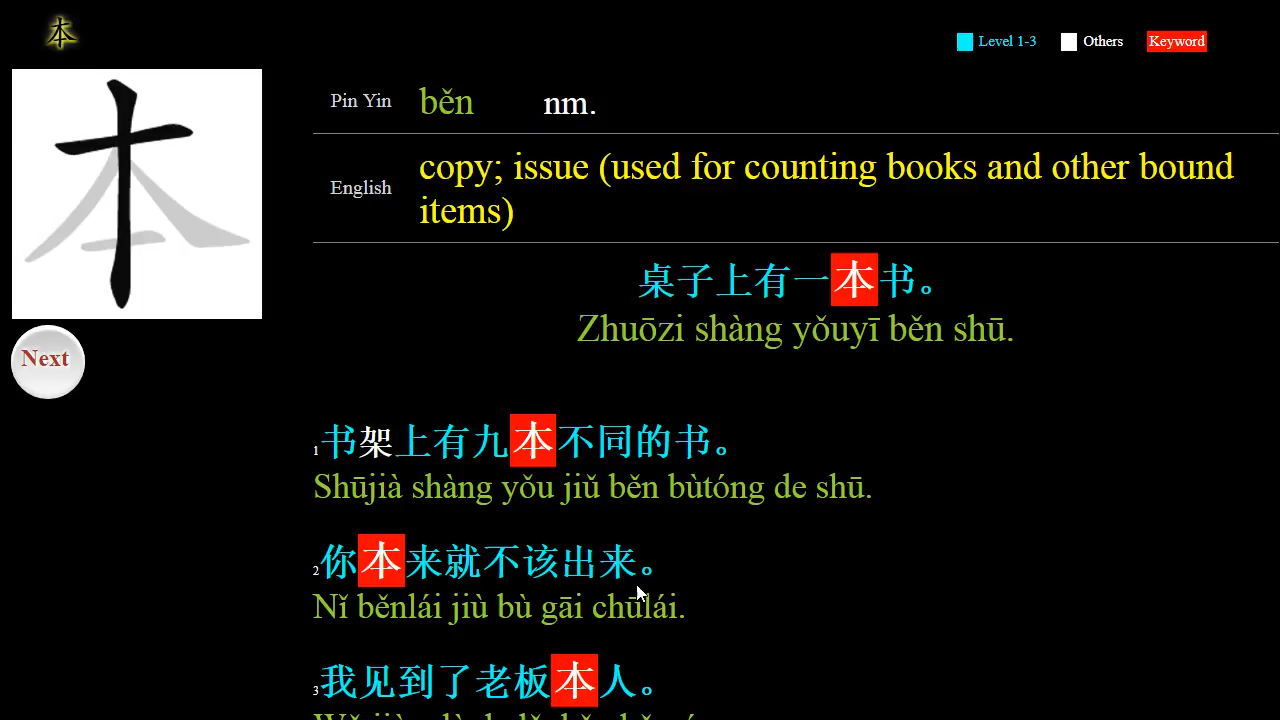 本
Level 1-3 Others Keyword
本
Pin Yin běn nm.
English copy; issue (used for counting books and other bound
items)
桌子上有一本书。
Zhuōzi shàng yǒuyī běn shū.
Next
1书架上有九本不同的书。
Shūjià shàng yǒu jiǔ běn bùtóng de shū.
2你本来就不该出来。
Nǐ běnlái jiù bù gāi chūlái.
3我见到了老板本人。